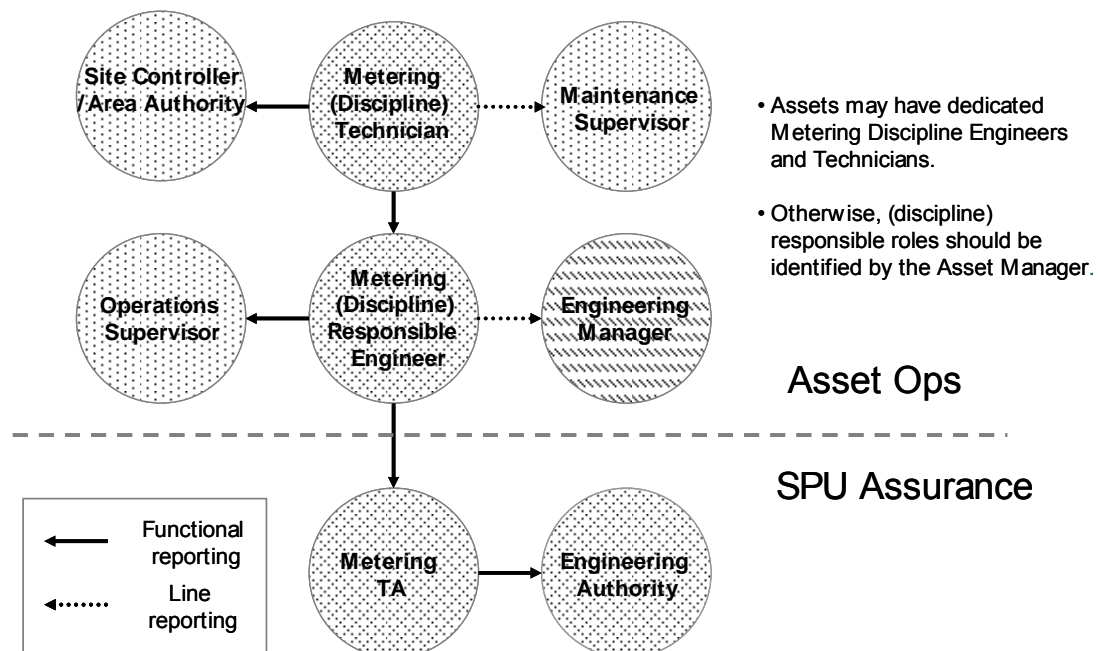 Site Controller
/Area Authority
Metering
(Discipline)
Technician
Maintenance
Supervisor
• Assets may have dedicated
Metering Discipline Engineers
and Technicians.
• Otherwise, (discipline)
responsible roles should be
identified by the Asset Manager.
Operations
Supervisor
Metering
(Discipline)
Responsible
Engineer
Engineering
Manager
Asset Ops
SPU Assurance
Functional
reporting
Line
reporting
Metering
TA
Engineering
Authority